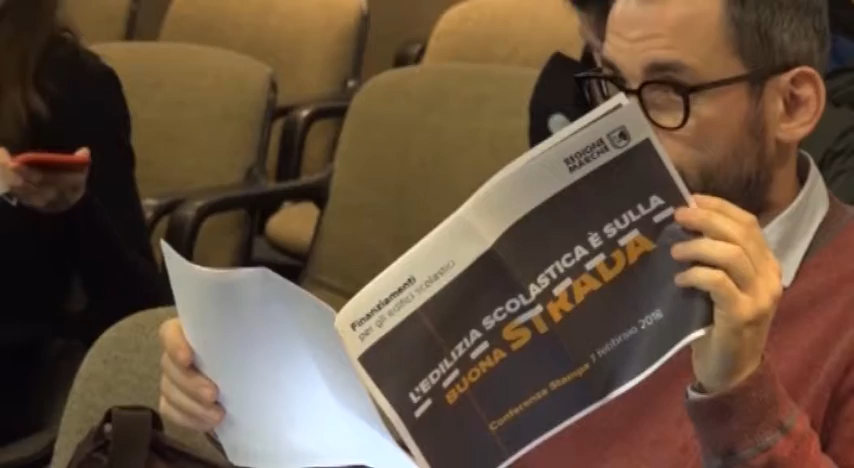 REGIONE
MARCHE
Finanziamenti
per gli edifici scolastici
L'EDILIZIA SCOLASTICA È SULLA
BUONA STRADA
Conferenza Stampa 7 febbraio 2018